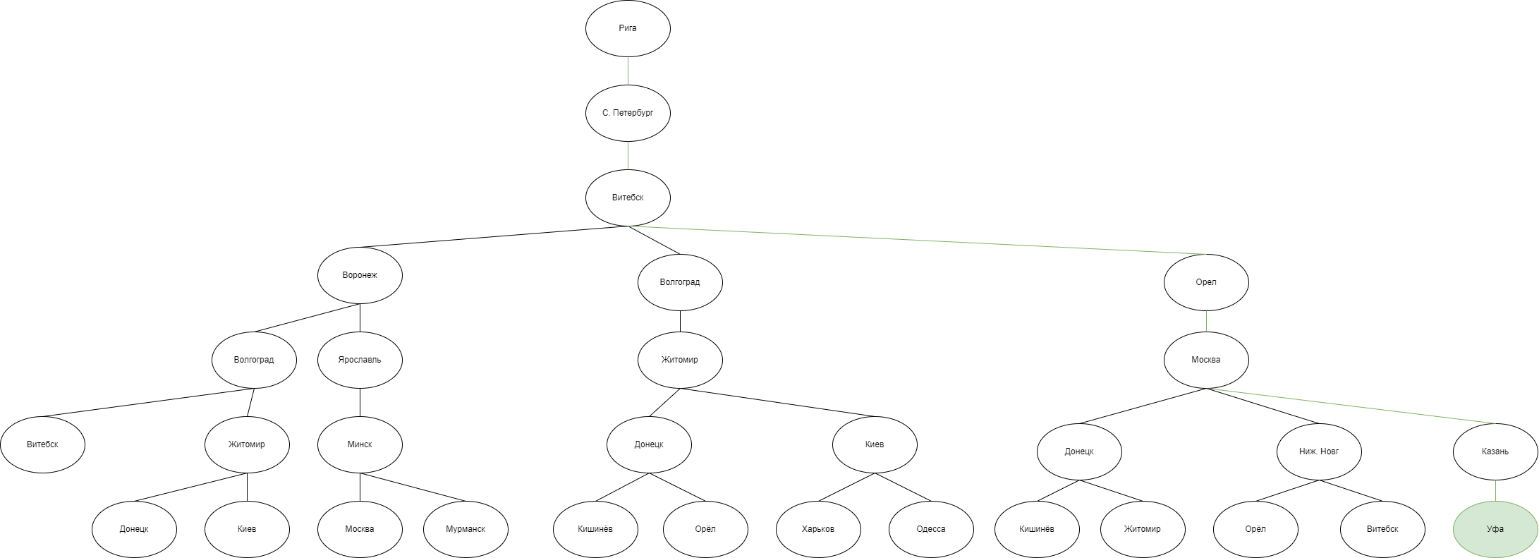 Рига
С. Петербург
Витебск
Воронеж
Волгоград
Орел
Волгоград
Ярославль
Житомир
Москва
Витебск
Житомир
Минск
Донецк
Киев
Донецк
Ниж. Новг
Казань
Донецк
Киев
Москва
Мурманск
Кишинёв
Орёл
Харьков
Одесса
Кишинёв
Житомир
Орёл
Витебск
Уфа